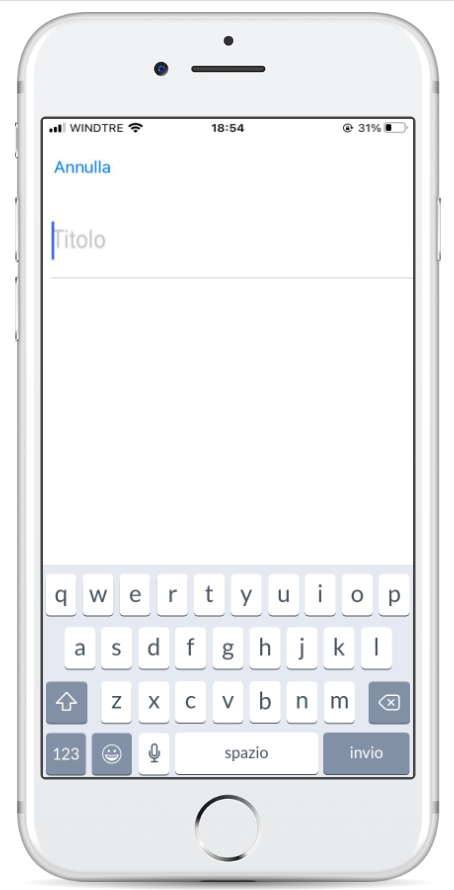 WINDTRE 18:54 31%
Annulla
Titolo
q w e r t y u i o p
a s d f g h j k l
z x c v b n m
123 spazio invio